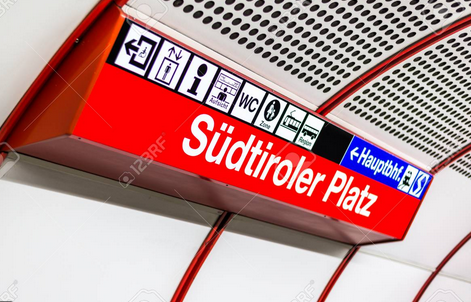 WC
← Hauptbhf. S
Südtiroler Platz